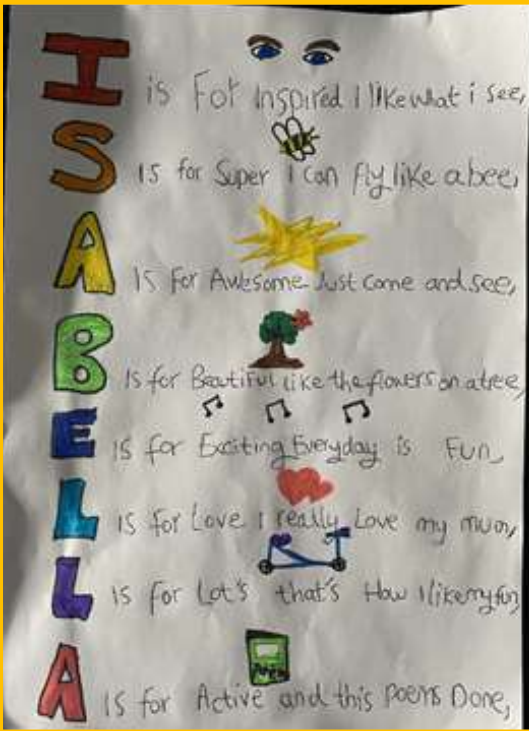 I is For Inspired I like what i see,
S Is for Super I can fly like a bee,
A Is for Awesome Just come and see,
B Is for Beautiful like the flowers on a tree,
E Is for Exciting Everyday is Fun,
L is for Love I really Love my mum,
L Is for Lot's that's How I like my fun,
Poem
A Is for Active and this Poem's Done,